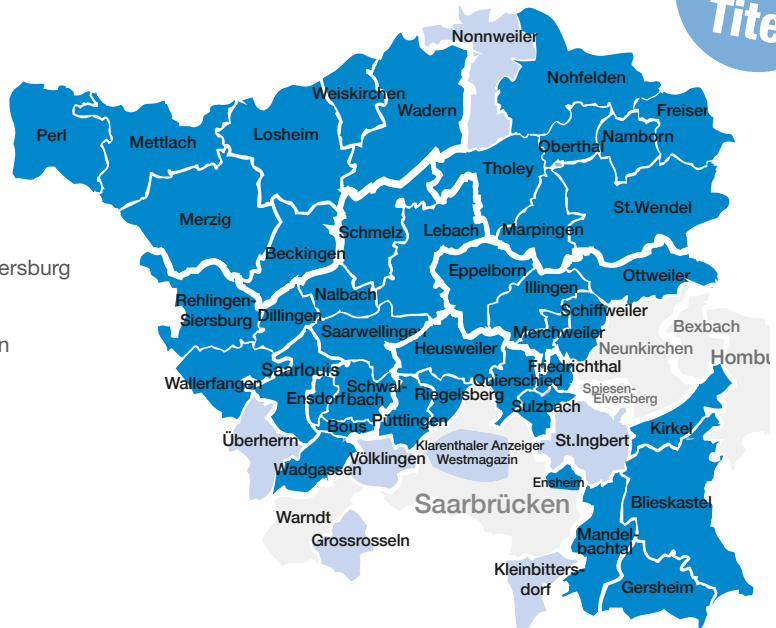 Tite
Nonnweiler
Nohfelden
Weiskirchen
Wadern
Freisen
Perl
Mettlach
Losheim
Oberthal
Namborn
Tholey
St.Wendel
Merzig
Schmelz
Lebach
Marpingen
Beckingen
ersburg
Eppelborn
Ottweiler
Illingen
Rehlingen-
Siersburg
Nalbach
Dillingen
Schiffweiler
Saarwellingen
Merchweiler
Bexbach
n
Heusweiler
Neunkirchen
Hombu
Friedrichthal
Saarlouis
Wallerfangen
Quierschied
Spiesen-
Elversberg
Ensdorf
Schwal-
bach
Riegelsberg
Sulzbach
Bous
Püttlingen
Kirkel
Überherrn
St.Ingbert
Klarenthaler Anzeiger
Westmagazin
Völklingen
Wadgassen
Ensheim
Saarbrücken
Blieskastel
Warndt
Grossrosseln
Mandel-
bachtal
Kleinbitters-
dorf
Gersheim